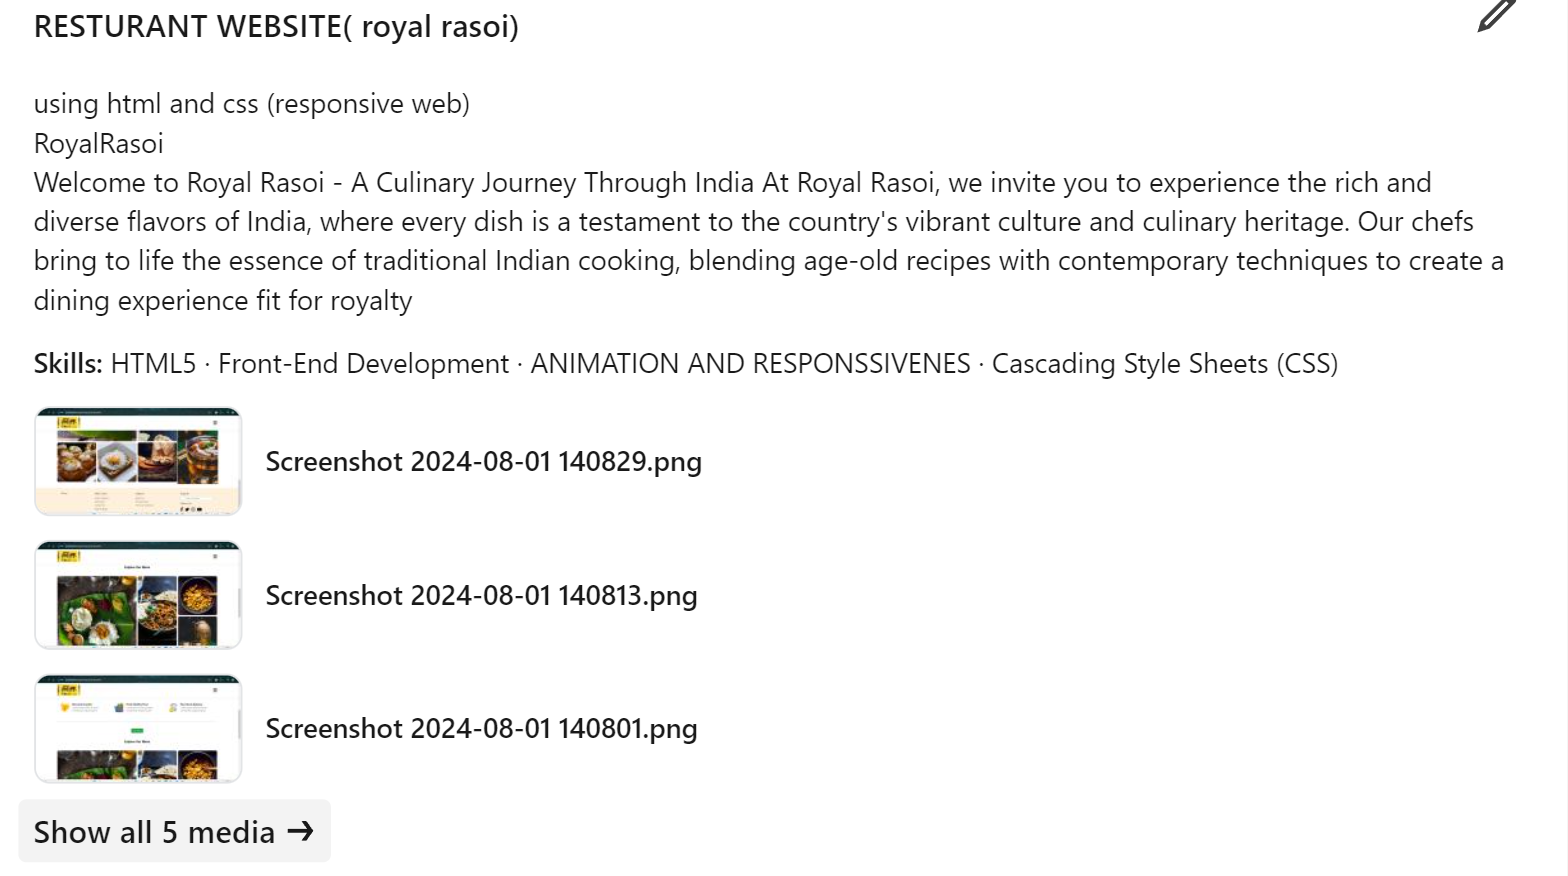 RESTURANT WEBSITE( royal rasoi)
using html and css (responsive web)
RoyalRasoi
Welcome to Royal Rasoi - A Culinary Journey Through India At Royal Rasoi, we invite you to experience the rich and
diverse flavors of India, where every dish is a testament to the country's vibrant culture and culinary heritage. Our chefs
bring to life the essence of traditional Indian cooking, blending age-old recipes with contemporary techniques to create a
dining experience fit for royalty
Skills: HTML5 · Front-End Development · ANIMATION AND RESPONSSIVENES · Cascading Style Sheets (CSS)
Screenshot 2024-08-01 140829.png
Screenshot 2024-08-01 140813.png
Screenshot 2024-08-01 140801.png
Show all 5 media →